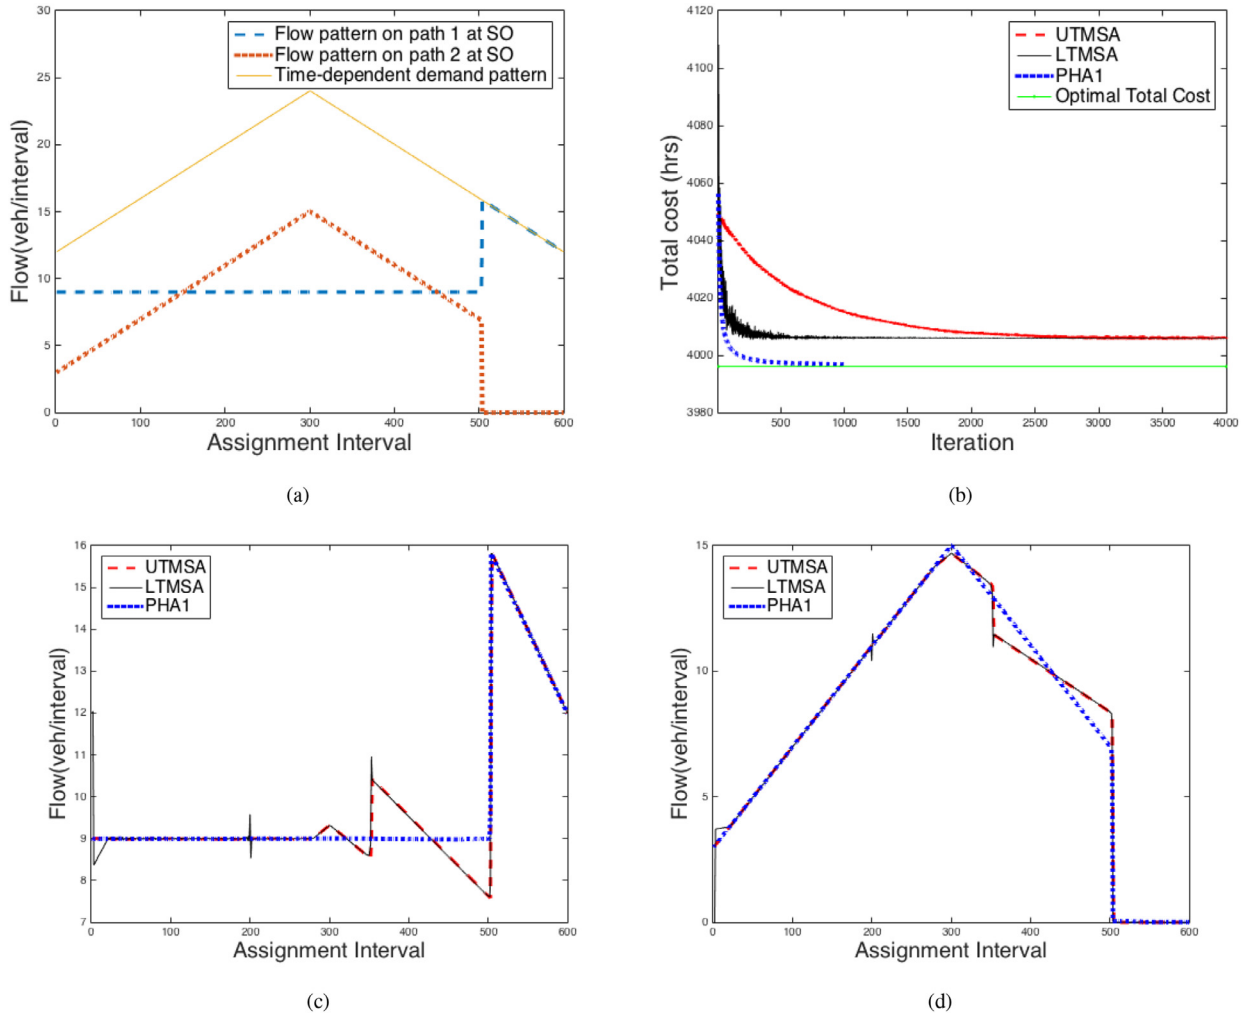 30
25
20
15
10
5
0
Flow(veh/interval)
Flow pattern on path 1 at SO
Flow pattern on path 2 at SO
Time-dependent demand pattern
0 100 200 300 400 500 600
Assignment Interval
(a)
4120
4100
4080
4060
4040
4020
4000
3980
Total cost (hrs)
UTMSA
LTMSA
PHA1
Optimal Total Cost
500 1000 1500 2000 2500 3000 3500 4000
Iteration
(b)
16
15
14
13
12
11
10
9
8
7
Flow(veh/interval)
UTMSA
LTMSA
PHA1
0 100 200 300 400 500 600
Assignment Interval
(c)
15
10
5
0
Flow(veh/interval)
UTMSA
LTMSA
PHA1
0 100 200 300 400 500 600
Assignment Interval
(d)